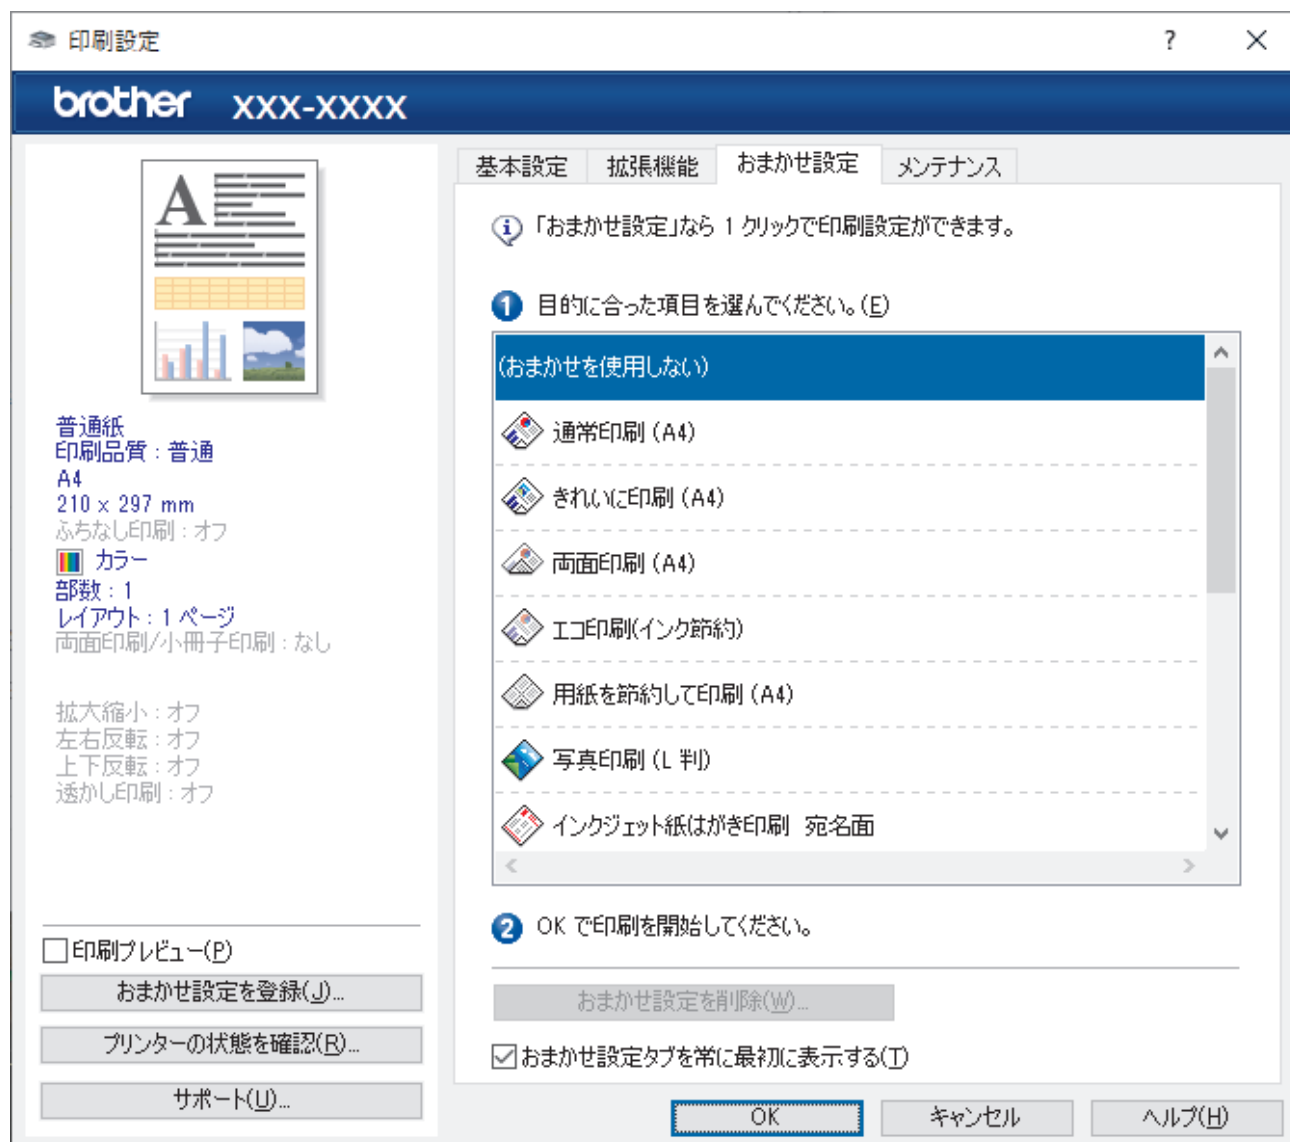 印刷設定
?
brother XXX-XXXX
A
普通紙
印刷品質 : 普通
A4
210 x 297 mm
ふちなし印刷 : オフ
カラー
部数 : 1
レイアウト : 1 ページ
両面印刷/小冊子印刷 : なし
拡大縮小 : オフ
左右反転 : オフ
上下反転 : オフ
透かし印刷 : オフ
印刷プレビュー(P)
おまかせ設定を登録(J)...
プリンターの状態を確認(R)...
サポート(U)...
基本設定 拡張機能 おまかせ設定 メンテナンス
「おまかせ設定」なら 1 クリックで印刷設定ができます。
1 目的に合った項目を選んでください。(E)
(おまかせを使用しない)
通常印刷 (A4)
きれいに印刷 (A4)
両面印刷 (A4)
エコ印刷(インク節約)
用紙を節約して印刷 (A4)
写真印刷 (L 判)
インクジェット紙はがき印刷 宛名面
2 OK で印刷を開始してください。
おまかせ設定を削除(W)...
おまかせ設定タブを常に最初に表示する(T)
OK キャンセル ヘルプ(H)